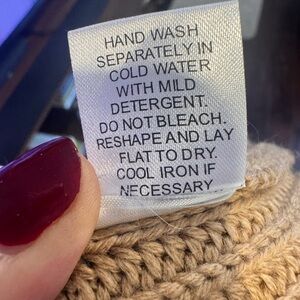 HAND WASH
SEPARATELY IN
COLD WATER
WITH MILD
DETERGENT.
DO NOT BLEACH.
RESHAPE AND LAY
FLAT TO DRY.
COOL IRON IF
NECESSARY